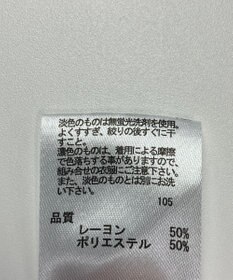 淡色のものは無蛍光洗剤を使用。
よくすすぎ、絞りの後すぐに干
すこと。
濃色のものは、着用による摩擦
で色落ちする事がありますので、
組み合せの衣服にご注意下さい。
また、淡色のものとは別にお洗
い下さい。
105
品質
レーヨン 50%
ポリエステル 50%